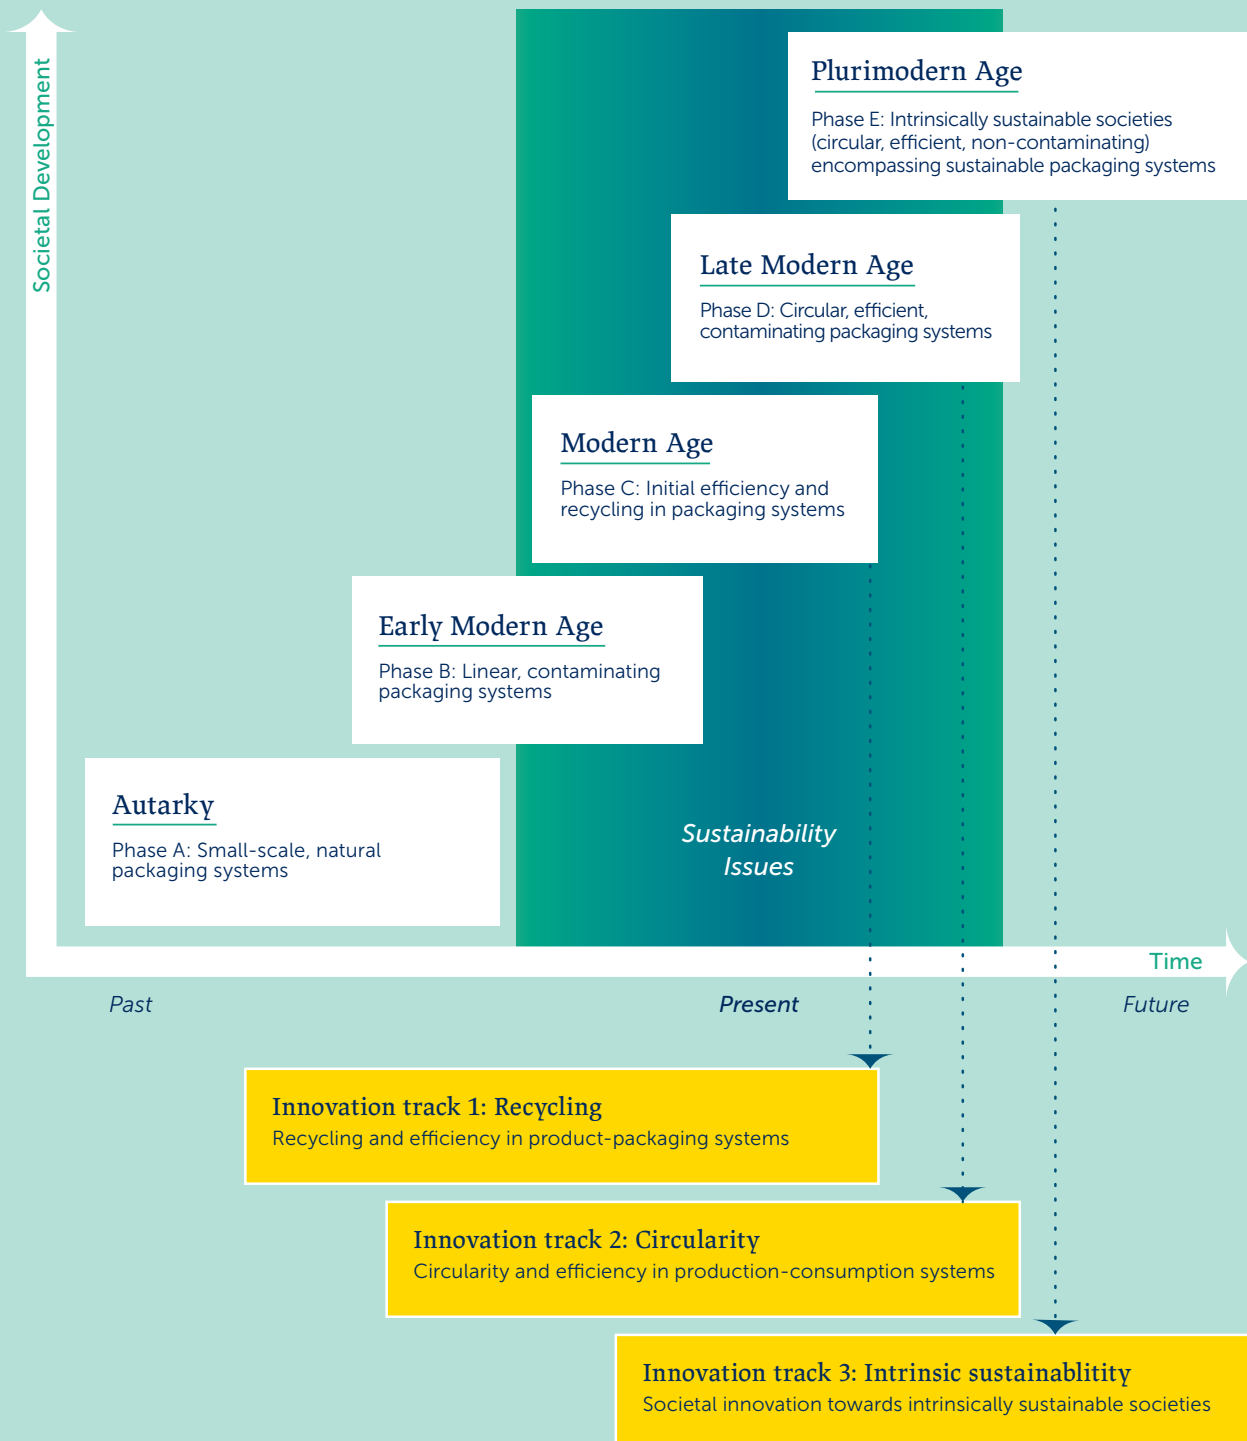 Societal Development
Plurimodern Age
Phase E: Intrinsically sustainable societies
(circular, efficient, non-contaminating)
encompassing sustainable packaging systems
Late Modern Age
Phase D: Circular, efficient,
contaminating packaging systems
Modern Age
Phase C: Initial efficiency and
recycling in packaging systems
Early Modern Age
Phase B: Linear, contaminating
packaging systems
Autarky
Phase A: Small-scale, natural
packaging systems
Sustainability
Issues
Time
Past
Present
Future
Innovation track 1: Recycling
Recycling and efficiency in product-packaging systems
Innovation track 2: Circularity
Circularity and efficiency in production-consumption systems
Innovation track 3: Intrinsic sustainablitity
Societal innovation towards intrinsically sustainable societies